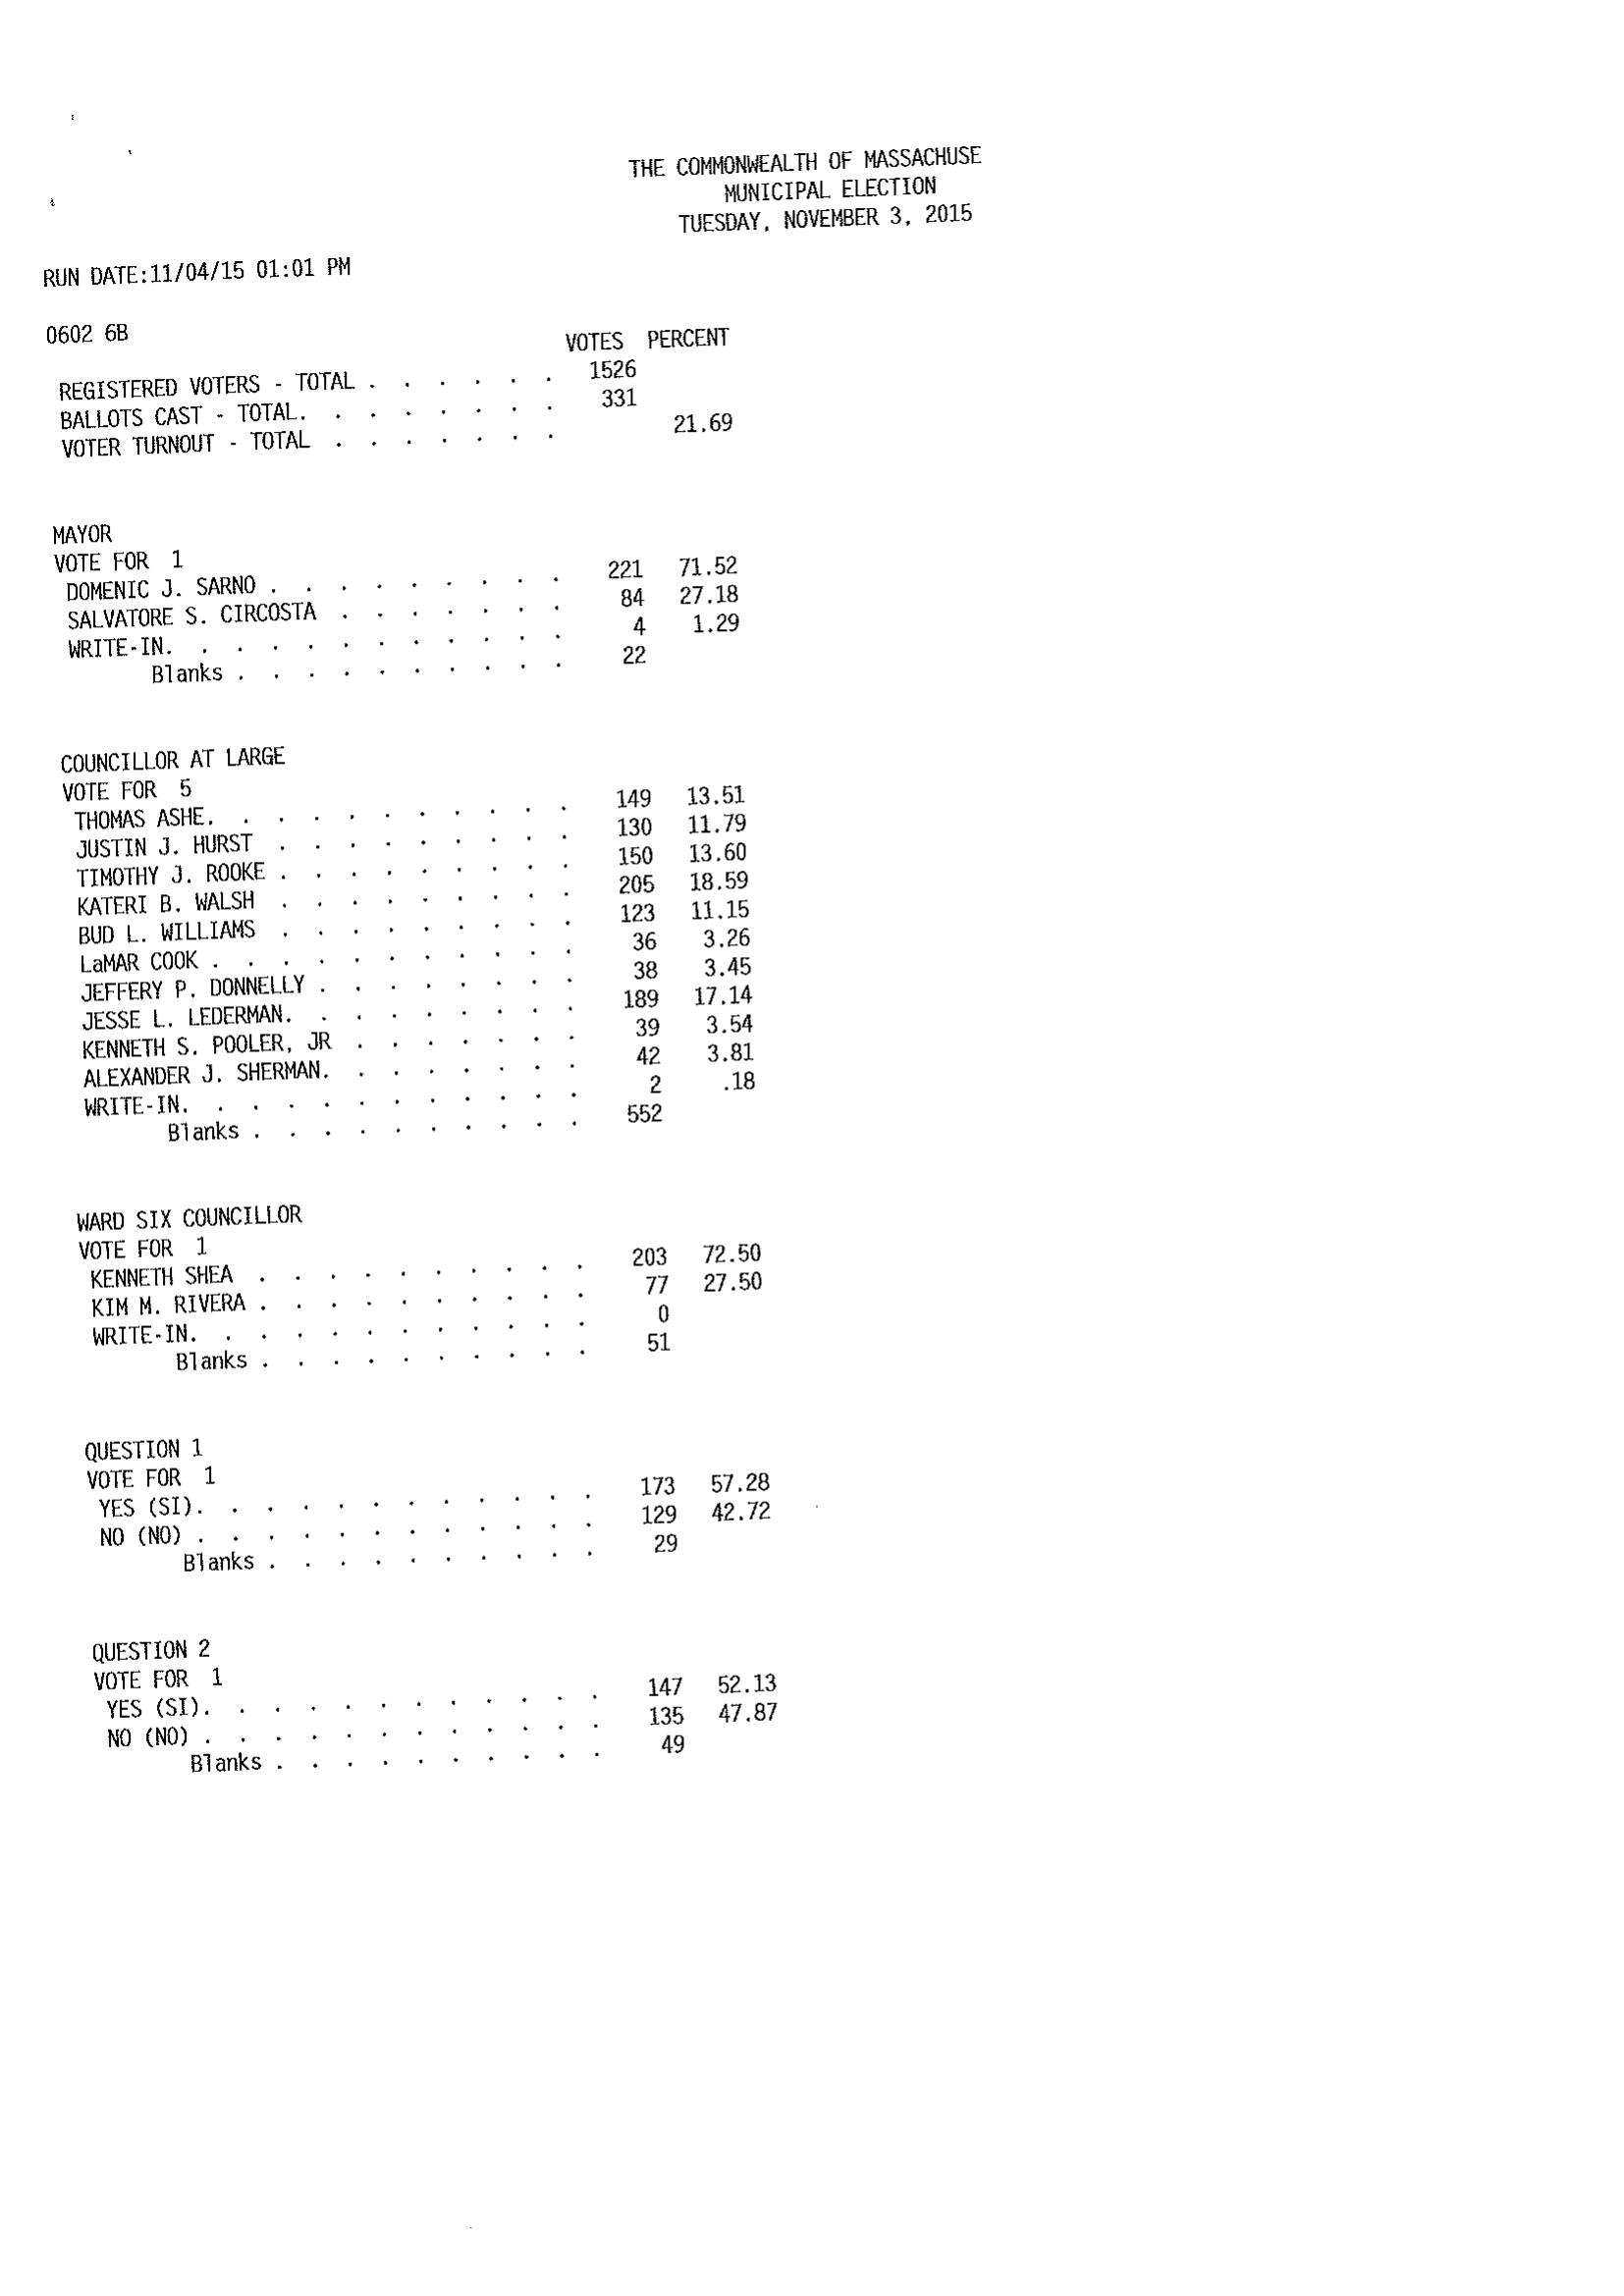 THE COMMONWEALTH OF MASSACHUSE
MUNICIPAL ELECTION
TUESDAY, NOVEMBER 3, 2015
RUN DATE:11/04/15 01:01 PM
0602 6B
VOTES PERCENT
REGISTERED VOTERS - TOTAL . . . . . . 1526
BALLOTS CAST - TOTAL. . . . . . . . 331
VOTER TURNOUT - TOTAL . . . . . . . 21.69
MAYOR
VOTE FOR 1
DOMENIC J. SARNO . . . . . . . . . 221 71.52
SALVATORE S. CIRCOSTA . . . . . . . 84 27.18
WRITE-IN. . . . . . . . . . . . 4 1.29
Blanks . . . . . . . . . . 22
COUNCILLOR AT LARGE
VOTE FOR 5
THOMAS ASHE. . . . . . . . . . . 149 13.51
JUSTIN J. HURST . . . . . . . . . 130 11.79
TIMOTHY J. ROOKE . . . . . . . . . 150 13.60
KATERI B. WALSH . . . . . . . . . 205 18.59
BUD L. WILLIAMS . . . . . . . . . 123 11.15
LaMAR COOK . . . . . . . . . . . 36 3.26
JEFFERY P. DONNELLY . . . . . . . . 38 3.45
JESSE L. LEDERMAN. . . . . . . . . 189 17.14
KENNETH S. POOLER, JR . . . . . . . 39 3.54
ALEXANDER J. SHERMAN. . . . . . . . 42 3.81
WRITE-IN. . . . . . . . . . . . 2 .18
Blanks . . . . . . . . . . 552
WARD SIX COUNCILLOR
VOTE FOR 1
KENNETH SHEA . . . . . . . . . . 203 72.50
KIM M. RIVERA . . . . . . . . . . 77 27.50
WRITE-IN. . . . . . . . . . . . 0
Blanks . . . . . . . . . . 51
QUESTION 1
VOTE FOR 1
YES (SI). . . . . . . . . . . . 173 57.28
NO (NO) . . . . . . . . . . . . 129 42.72
Blanks . . . . . . . . . . 29
QUESTION 2
VOTE FOR 1
YES (SI). . . . . . . . . . . . 147 52.13
NO (NO) . . . . . . . . . . . . 135 47.87
Blanks . . . . . . . . . . 49